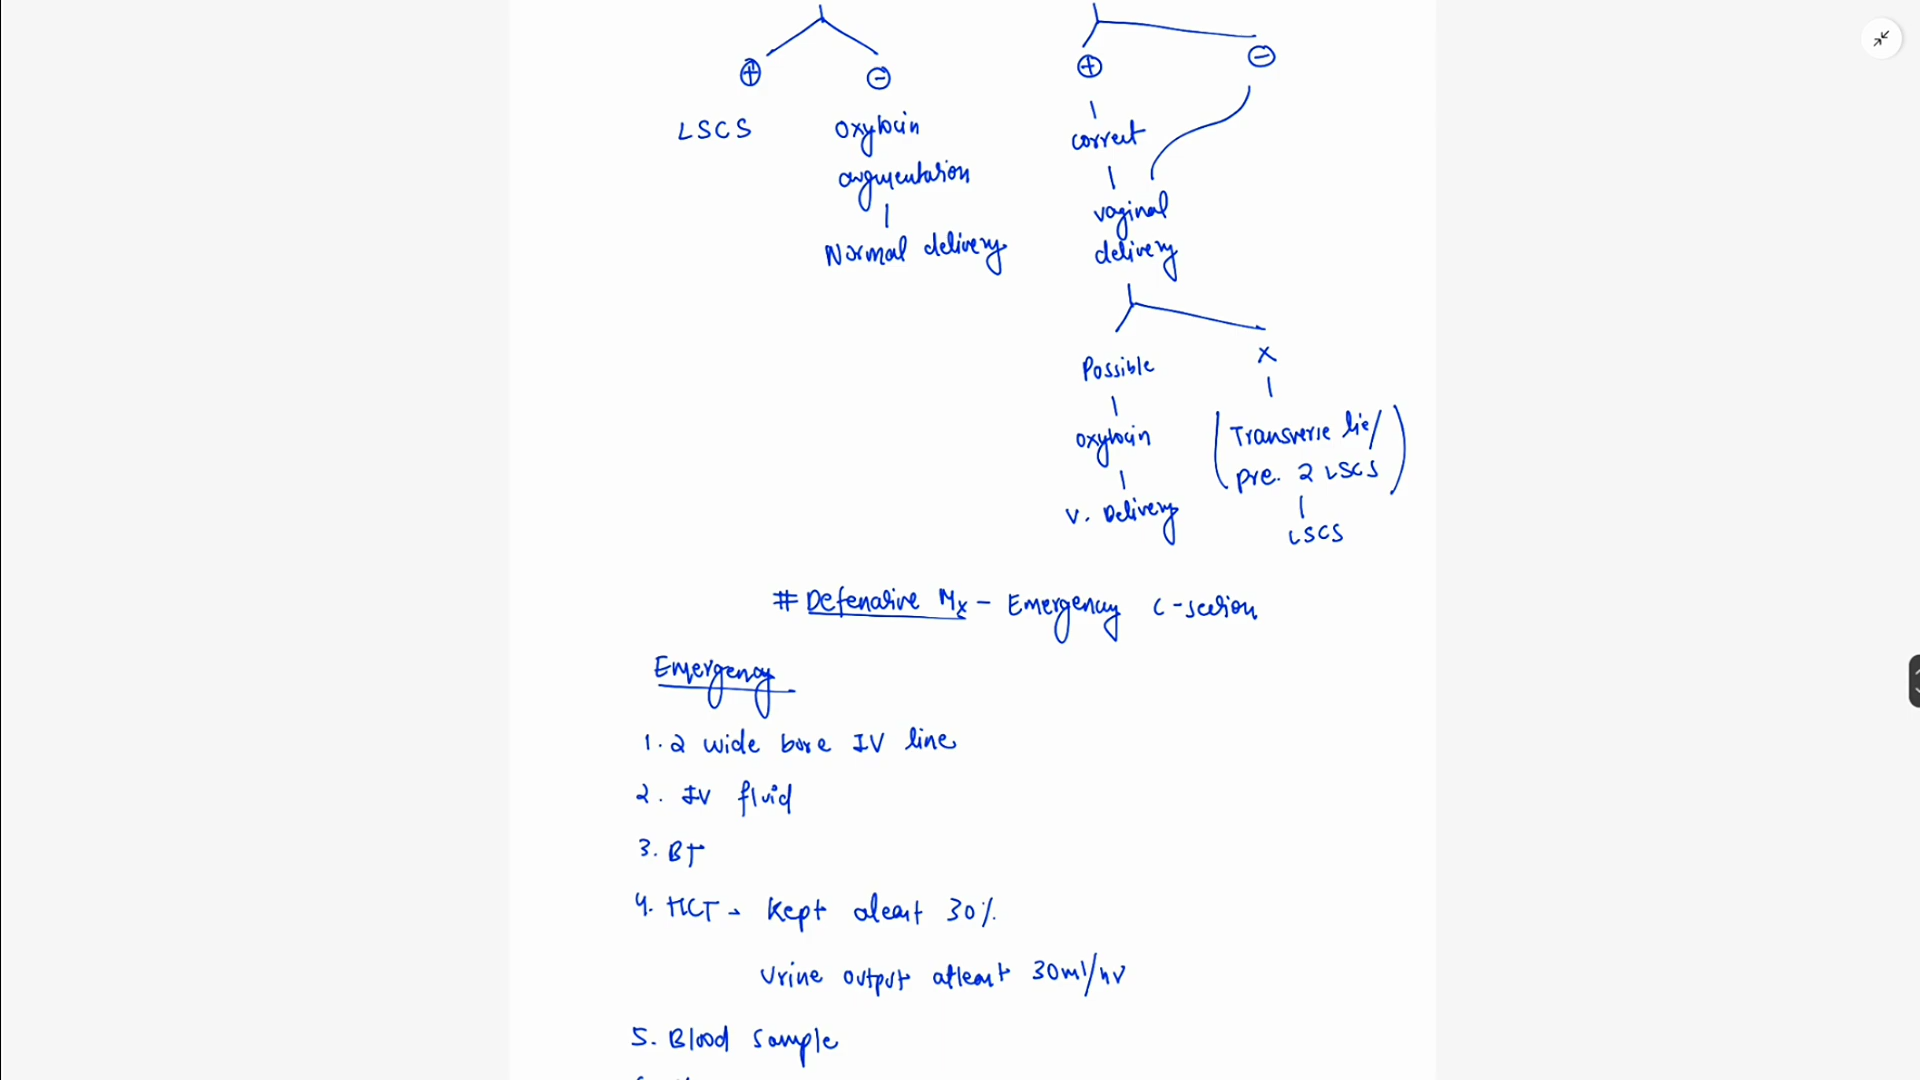 ⊕ ⊖
LSCS
oxytocin
augmentation
Normal delivery
⊕ ⊖
correct
vaginal
delivery
Possible
oxytocin
V. Delivery
X
(Transverse lie/
pre. 2 LSCS)
LSCS
# Defenasive Mx - Emergency C-section
Emergency
1. 2 wide bore IV line
2. IV fluid
3. BT
4. HCT → Kept atleast 30%
Urine output atleast 30ml/hr
5. Blood sample